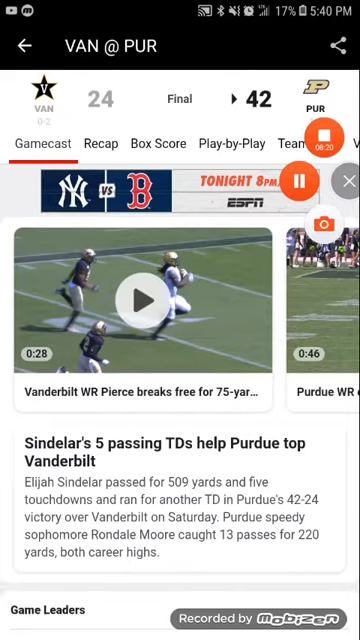 17% 5:40 PM
VAN @ PUR
VAN
0-2
24
Final
42
PUR
08:20
Gamecast Recap Box Score Play-by-Play Team
VS
TONIGHT 8PM
ESPN
0:28
0:46
Vanderbilt WR Pierce breaks free for 75-yar...
Purdue WR
Sindelar's 5 passing TDs help Purdue top
Vanderbilt
Elijah Sindelar passed for 509 yards and five
touchdowns and ran for another TD in Purdue's 42-24
victory over Vanderbilt on Saturday. Purdue speedy
sophomore Rondale Moore caught 13 passes for 220
yards, both career highs.
Game Leaders
Recorded by Mobizen